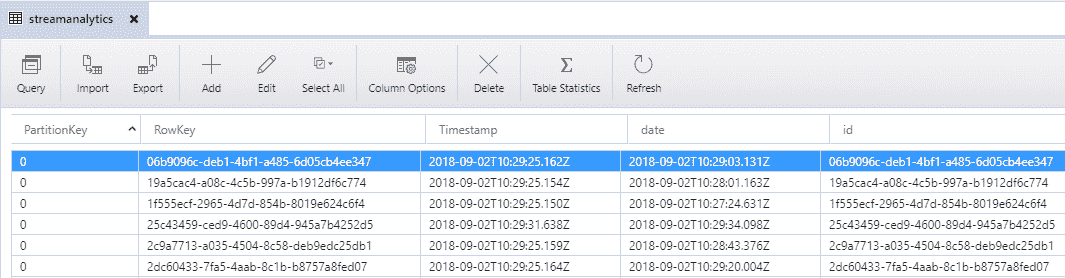 streamanalytics
Query Import Export Add Edit Select All Column Options Delete Table Statistics Refresh
PartitionKey RowKey Timestamp date id
0 06b9096c-deb1-4bf1-a485-6d05cb4ee347 2018-09-02T10:29:25.162Z 2018-09-02T10:29:03.131Z 06b9096c-deb1-4bf1-a485-6d05cb4ee347
0 19a5cac4-a08c-4c5b-997a-b1912df6c774 2018-09-02T10:29:25.154Z 2018-09-02T10:28:01.163Z 19a5cac4-a08c-4c5b-997a-b1912df6c774
0 1f555ecf-2965-4d7d-854b-8019e624c6f4 2018-09-02T10:29:25.150Z 2018-09-02T10:27:24.631Z 1f555ecf-2965-4d7d-854b-8019e624c6f4
0 25c43459-ced9-4600-89d4-945a7b4252d5 2018-09-02T10:29:31.638Z 2018-09-02T10:29:34.098Z 25c43459-ced9-4600-89d4-945a7b4252d5
0 2c9a7713-a035-4504-8c58-deb9edc25db1 2018-09-02T10:29:25.159Z 2018-09-02T10:28:43.376Z 2c9a7713-a035-4504-8c58-deb9edc25db1
0 2dc60433-7fa5-4aab-8c1b-b8757a8fed07 2018-09-02T10:29:25.164Z 2018-09-02T10:29:20.004Z 2dc60433-7fa5-4aab-8c1b-b8757a8fed07